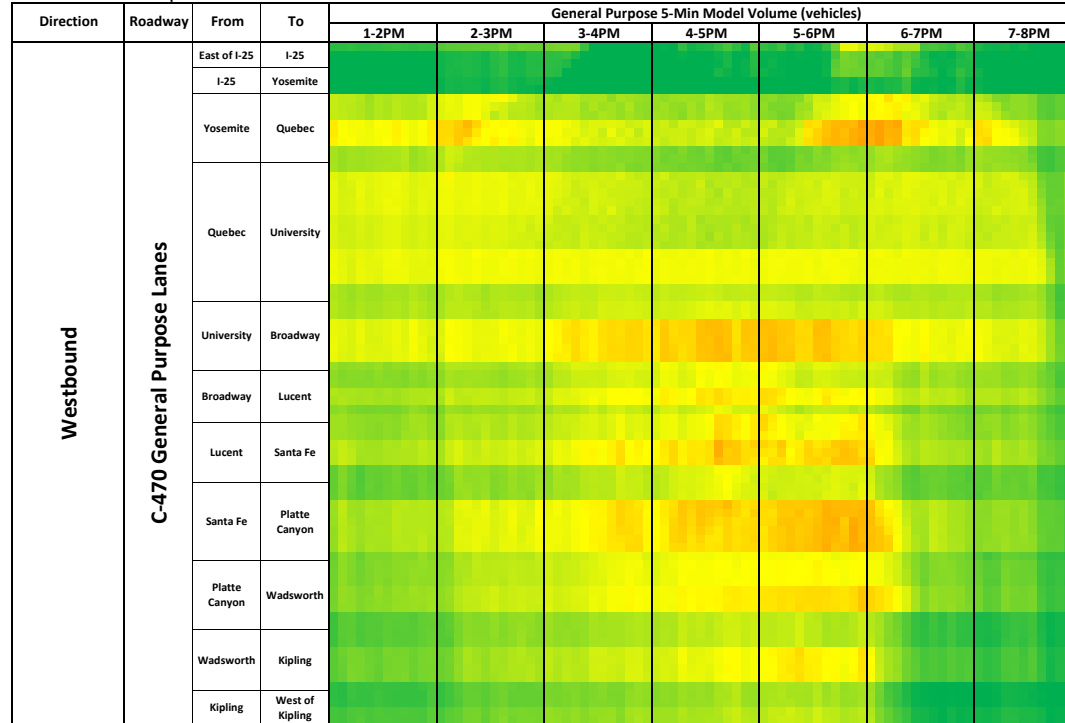 Direction Roadway From To General Purpose 5-Min Model Volume (vehicles)
1-2PM 2-3PM 3-4PM 4-5PM 5-6PM 6-7PM 7-8PM
Westbound
C-470 General Purpose Lanes
East of I-25 I-25
I-25 Yosemite
Yosemite Quebec
Quebec University
University Broadway
Broadway Lucent
Lucent Santa Fe
Santa Fe Platte
Canyon
Platte
Canyon Wadsworth
Wadsworth Kipling
Kipling West of
Kipling